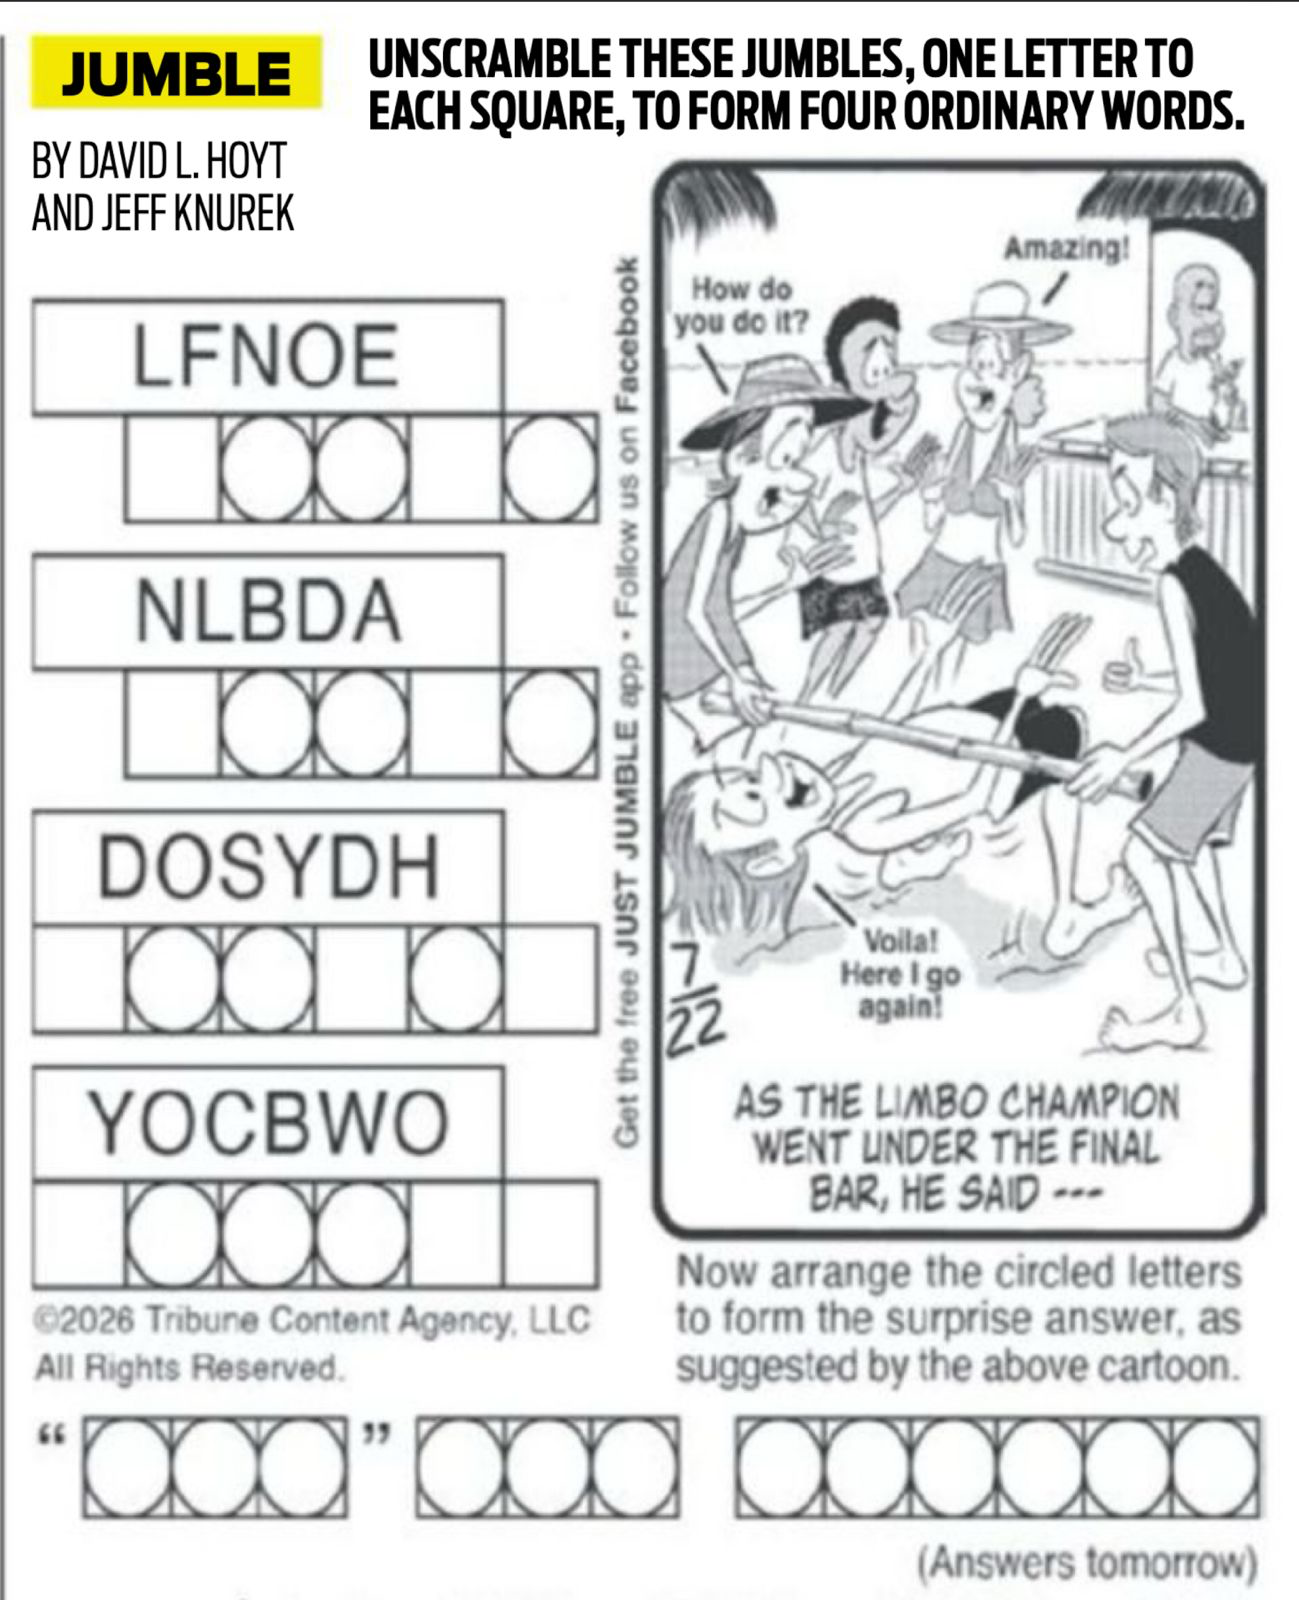 JUMBLE
UNSCRAMBLE THESE JUMBLES, ONE LETTER TO
EACH SQUARE, TO FORM FOUR ORDINARY WORDS.
BY DAVID L. HOYT
AND JEFF KNUREK
LFNOE
NLBDA
DOSYDH
YOCBWO
©2026 Tribune Content Agency, LLC
All Rights Reserved.
Get the free JUST JUMBLE app • Follow us on Facebook
How do
you do it?
Amazing!
Voila!
Here I go
again!
7
22
AS THE LIMBO CHAMPION
WENT UNDER THE FINAL
BAR, HE SAID ---
Now arrange the circled letters
to form the surprise answer, as
suggested by the above cartoon.
“ ”
(Answers tomorrow)